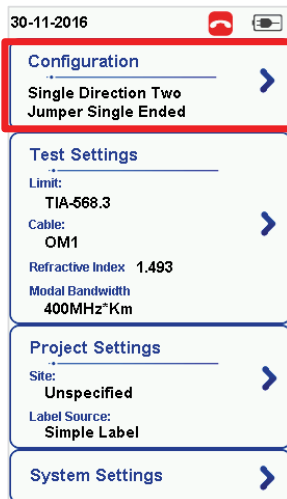 30-11-2016
Configuration
Single Direction Two
Jumper Single Ended
Test Settings
Limit:
TIA-568.3
Cable:
OM1
Refractive Index 1.493
Modal Bandwidth
400MHz*Km
Project Settings
Site:
Unspecified
Label Source:
Simple Label
System Settings